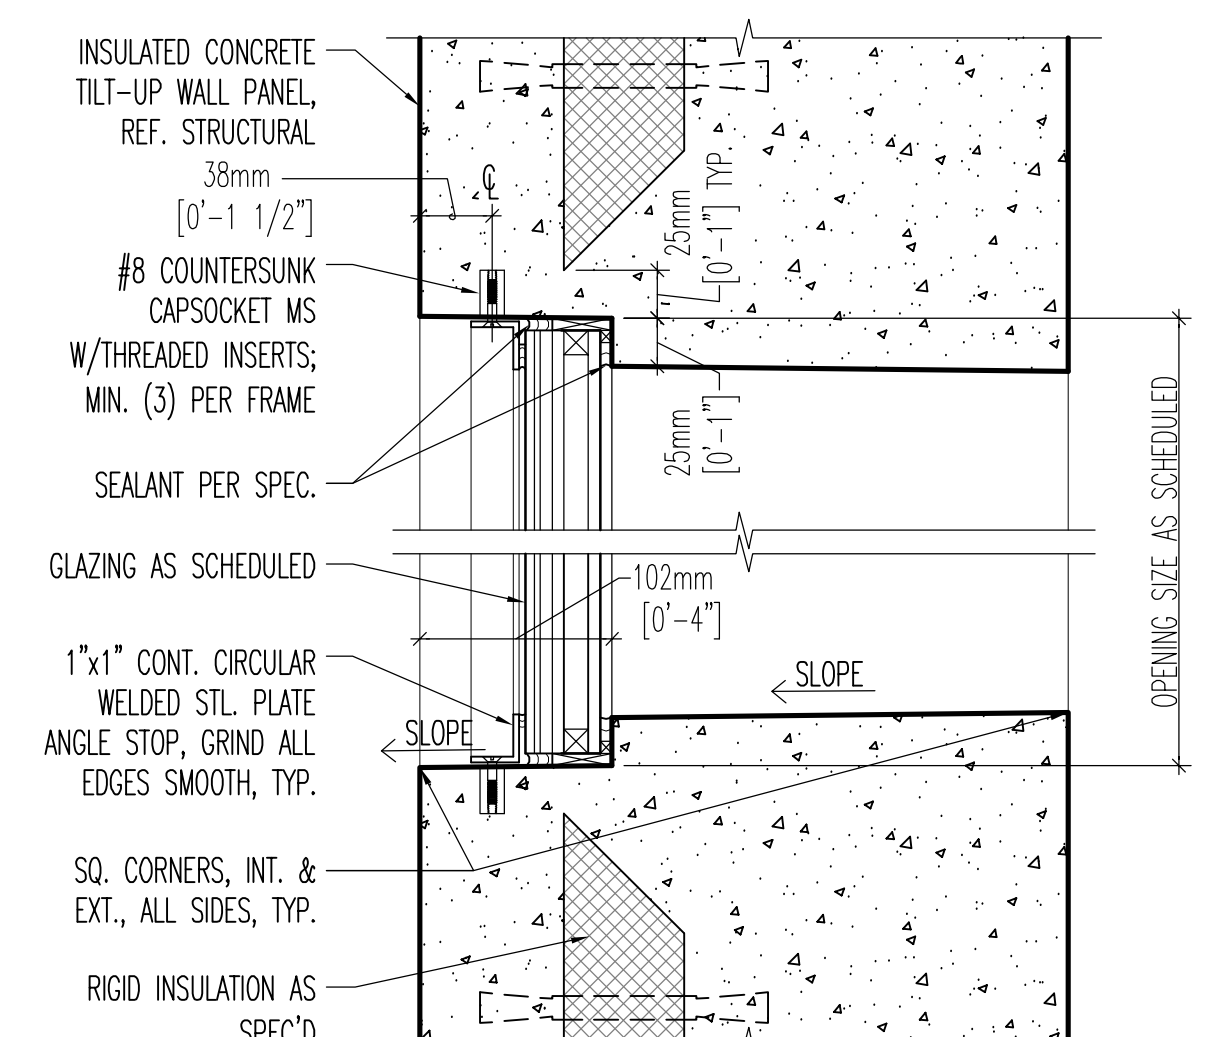 INSULATED CONCRETE
TILT-UP WALL PANEL,
REF. STRUCTURAL
38mm
[0'-1 1/2"]
℄
#8 COUNTERSUNK
CAPSOCKET MS
W/THREADED INSERTS;
MIN. (3) PER FRAME
25mm
[0'-1"] TYP.
25mm
[0'-1"]
SEALANT PER SPEC.
GLAZING AS SCHEDULED
102mm
[0'-4"]
OPENING SIZE AS SCHEDULED
1"x1" CONT. CIRCULAR
WELDED STL. PLATE
ANGLE STOP, GRIND ALL
EDGES SMOOTH, TYP.
SLOPE
SLOPE
SQ. CORNERS, INT. &
EXT., ALL SIDES, TYP.
RIGID INSULATION AS
SPEC'D